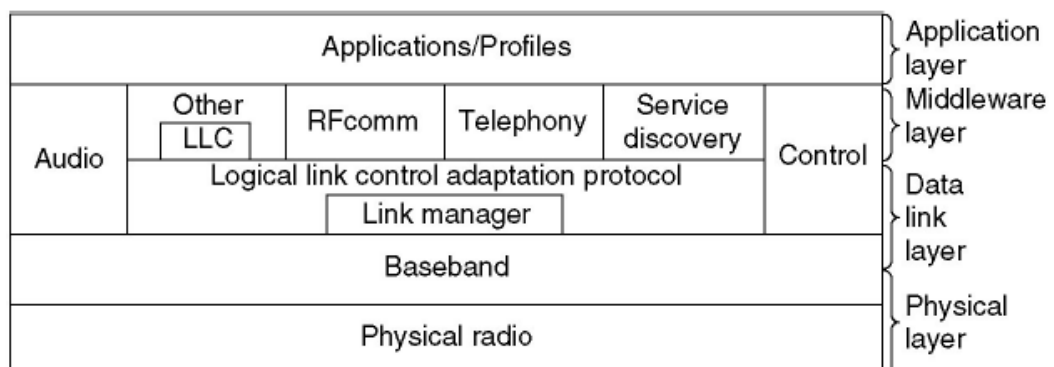 Applications/Profiles
Application
layer
Audio
Other
LLC
RFcomm
Telephony
Service
discovery
Control
Middleware
layer
Logical link control adaptation protocol
Link manager
Data
link
layer
Baseband
Physical radio
Physical
layer